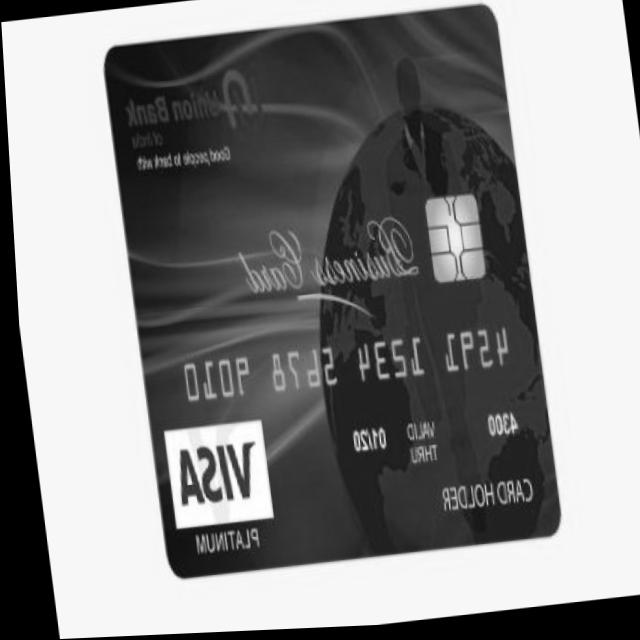 Union Bank
of India
Good people to bank with
Business Card
4591 1234 5678 9010
4300
VALID THRU 01/20
CARD HOLDER
VISA
PLATINUM